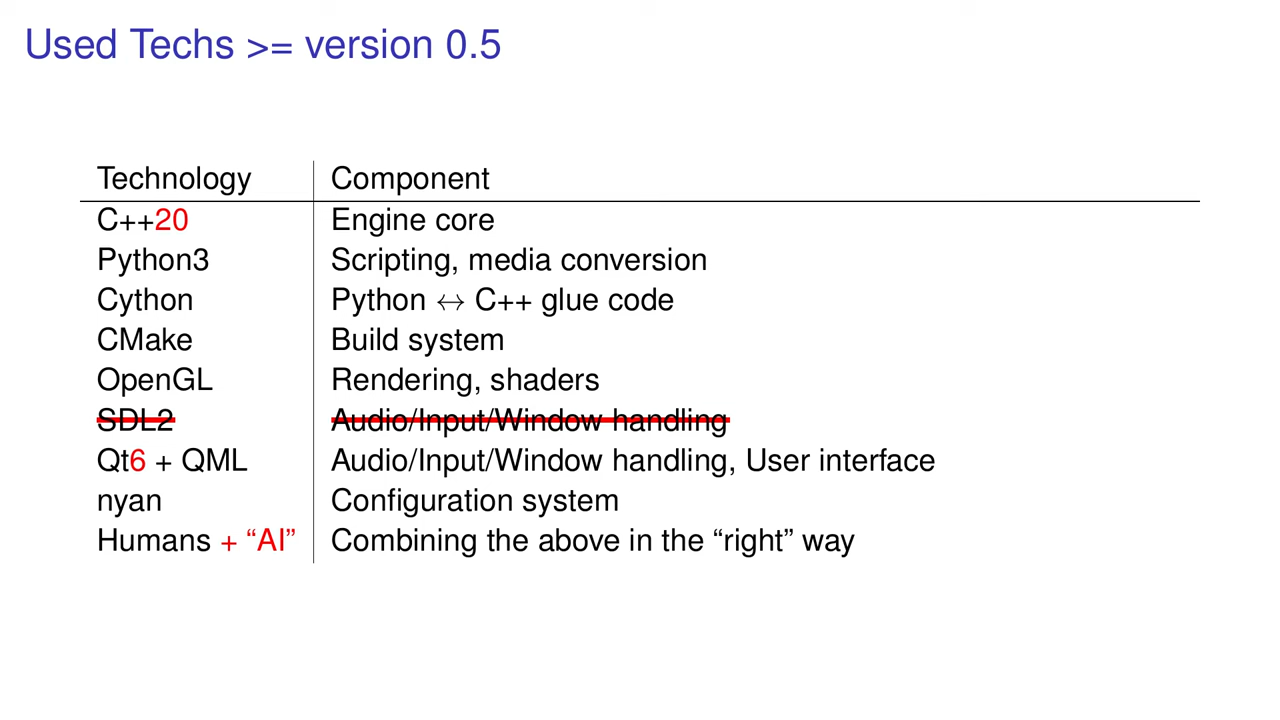 Used Techs >= version 0.5
Technology Component
C++20 Engine core
Python3 Scripting, media conversion
Cython Python ↔ C++ glue code
CMake Build system
OpenGL Rendering, shaders
SDL2 Audio/Input/Window handling
Qt6 + QML Audio/Input/Window handling, User interface
nyan Configuration system
Humans + “AI” Combining the above in the “right” way